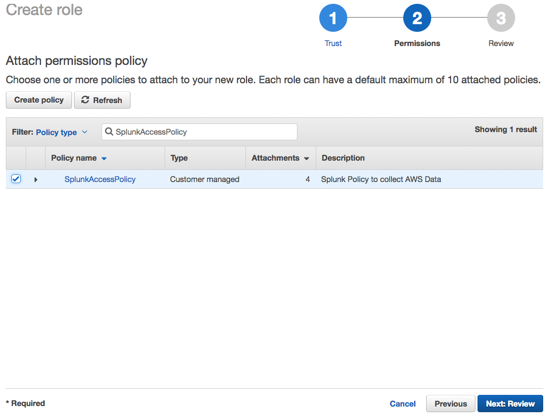 Create role
1 2 3
Trust Permissions Review
Attach permissions policy
Choose one or more policies to attach to your new role. Each role can have a default maximum of 10 attached policies.
Create policy Refresh
Filter: Policy type SplunkAccessPolicy Showing 1 result
Policy name Type Attachments Description
SplunkAccessPolicy Customer managed 4 Splunk Policy to collect AWS Data
* Required Cancel Previous Next: Review